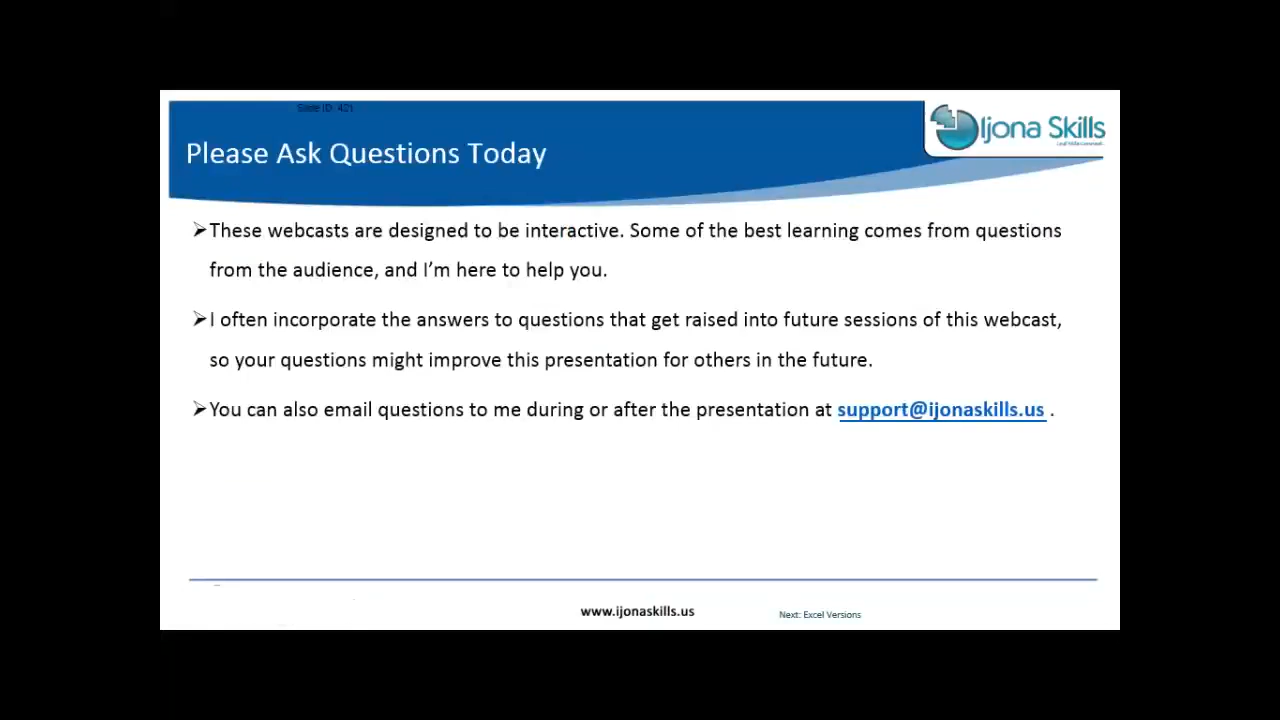 Slide ID: 421
Ijona Skills
Please Ask Questions Today
➢These webcasts are designed to be interactive. Some of the best learning comes from questions
from the audience, and I’m here to help you.
➢I often incorporate the answers to questions that get raised into future sessions of this webcast,
so your questions might improve this presentation for others in the future.
➢You can also email questions to me during or after the presentation at support@ijonaskills.us .
www.ijonaskills.us
Next: Excel Versions